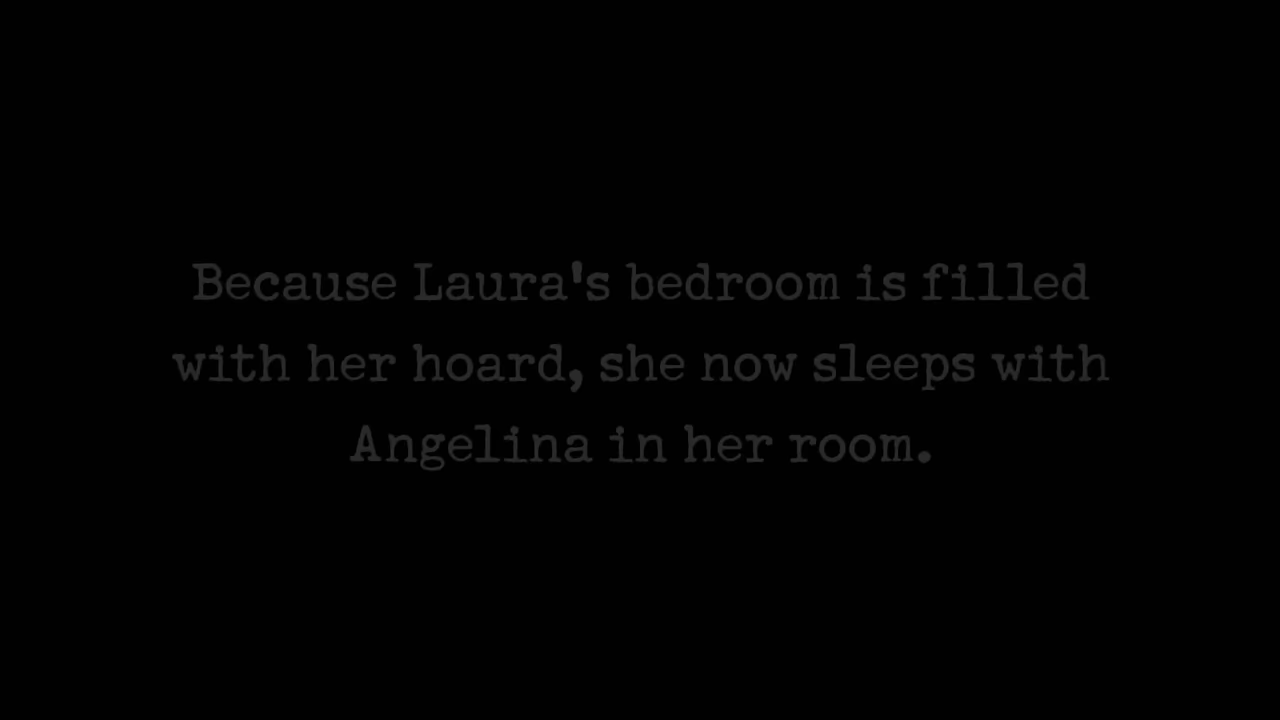 Because Laura's bedroom is filled
with her hoard, she now sleeps with
Angelina in her room.